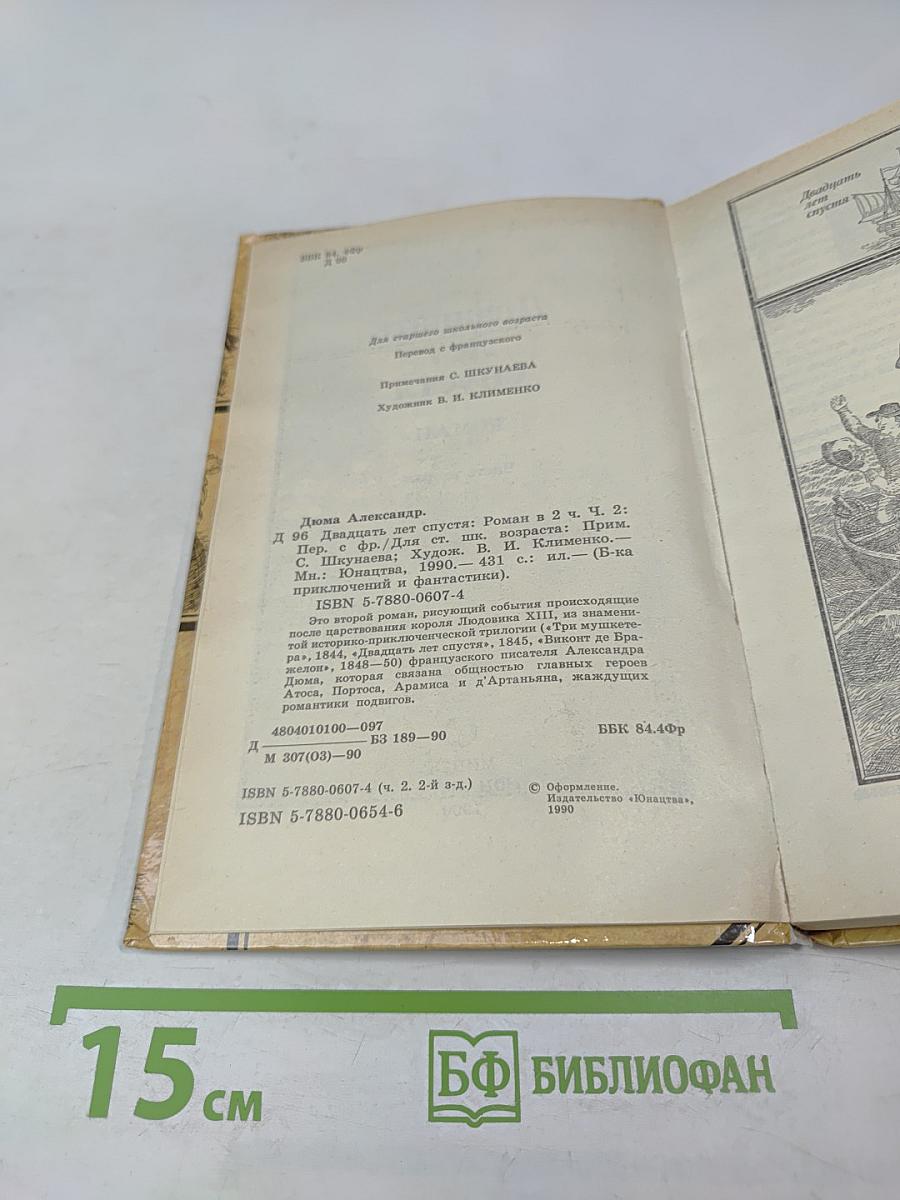 ББК 84. 4Фр
Д 96
Для старшего школьного возраста
Перевод с французского
Примечания С. ШКУНАЕВА
Художник В. И. КЛИМЕНКО
Дюма Александр.
Д 96 Двадцать лет спустя: Роман в 2 ч. Ч. 2:
Пер. с фр./Для ст. шк. возраста: Прим.
С. Шкунаева; Худож. В. И. Клименко.—
Мн.: Юнацтва, 1990.— 431 с.: ил.— (Б-ка
приключений и фантастики).
ISBN 5-7880-0607-4
Это второй роман, рисующий события происходящие
после царствования короля Людовика XIII, из знамени-
той историко-приключенческой трилогии («Три мушкете-
ра», 1844, «Двадцать лет спустя», 1845, «Виконт де Бра-
желон», 1848—50) французского писателя Александра
Дюма, которая связана общностью главных героев
Атоса, Портоса, Арамиса и д'Артаньяна, жаждущих
романтики подвигов.
4804010100—097
Д БЗ 189—90 ББК 84.4Фр
М 307(03)—90
ISBN 5-7880-0607-4 (ч. 2. 2-й з-д.)
ISBN 5-7880-0654-6
© Оформление.
Издательство «Юнацтва»,
1990
Двадцать
лет
спустя
15 см
БФ БИБЛИОФАН